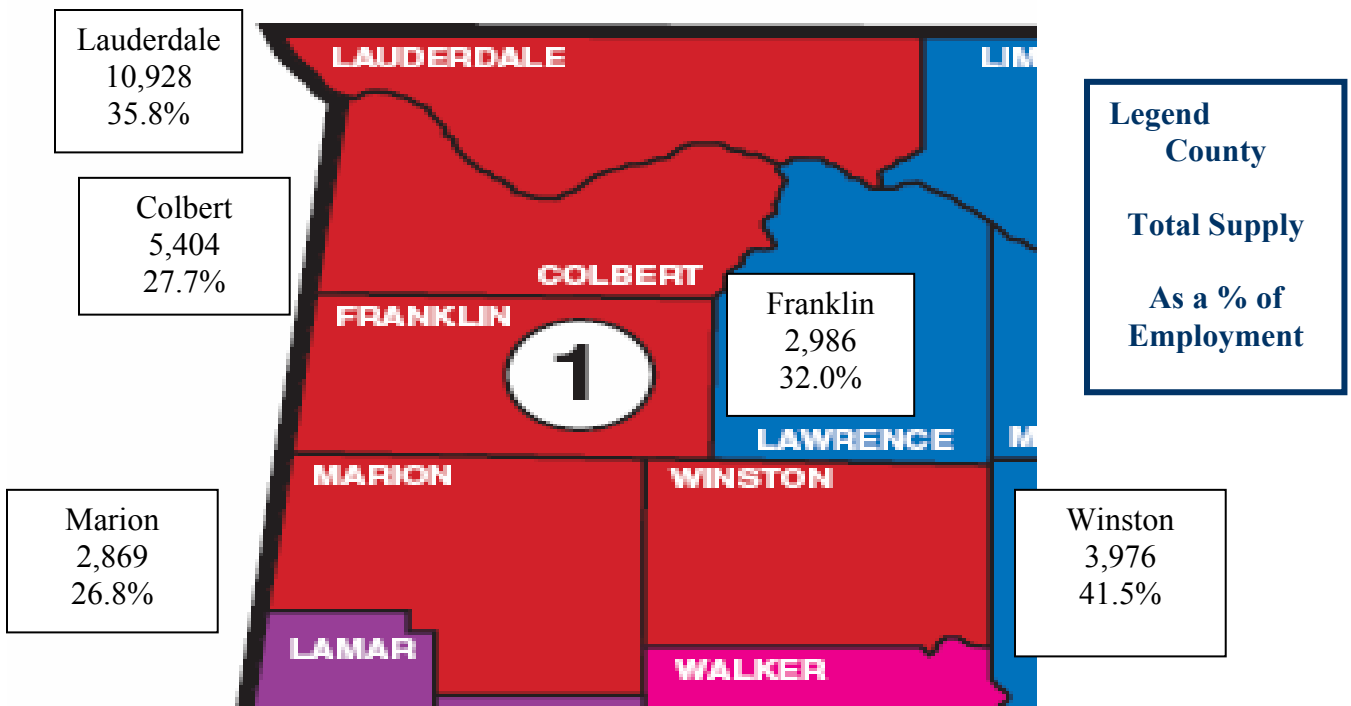 Lauderdale
10,928
35.8%
LAUDERDALE
LIM
Legend
County
Total Supply
As a % of
Employment
Colbert
5,404
27.7%
COLBERT
Franklin
2,986
32.0%
FRANKLIN
1
LAWRENCE
M
MARION
WINSTON
Marion
2,869
26.8%
Winston
3,976
41.5%
LAMAR
WALKER